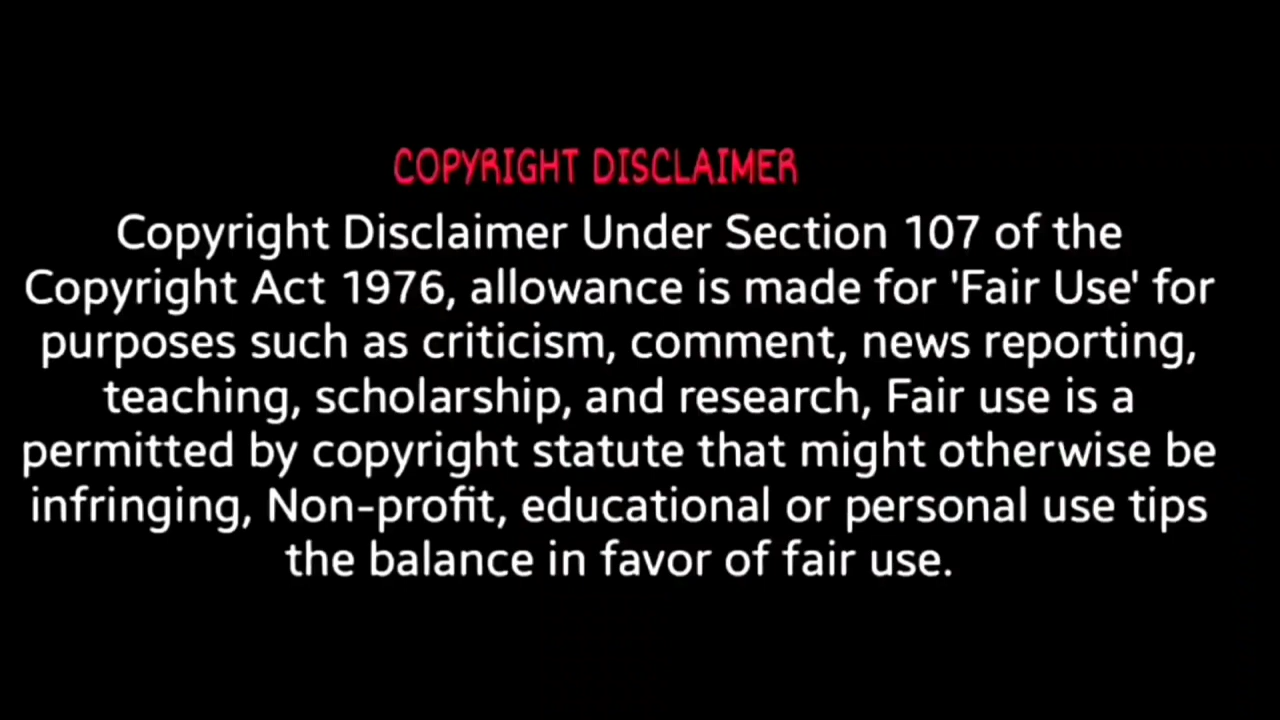 COPYRIGHT DISCLAIMER
Copyright Disclaimer Under Section 107 of the
Copyright Act 1976, allowance is made for 'Fair Use' for
purposes such as criticism, comment, news reporting,
teaching, scholarship, and research, Fair use is a
permitted by copyright statute that might otherwise be
infringing, Non-profit, educational or personal use tips
the balance in favor of fair use.